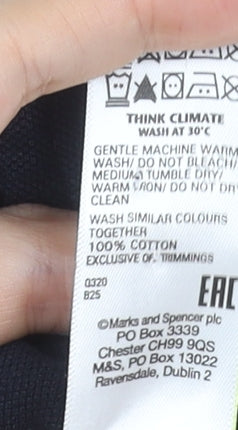 THINK CLIMATE
WASH AT 30°C
GENTLE MACHINE WARM
WASH/ DO NOT BLEACH/
MEDIUM TUMBLE DRY/
WARM IRON/ DO NOT DRY
CLEAN
WASH SIMILAR COLOURS
TOGETHER
100% COTTON
EXCLUSIVE OF TRIMMINGS
0320
825
EAC
©Marks and Spencer plc
PO Box 3339
Chester CH99 9QS
M&S, PO Box 13022
Ravensdale, Dublin 2